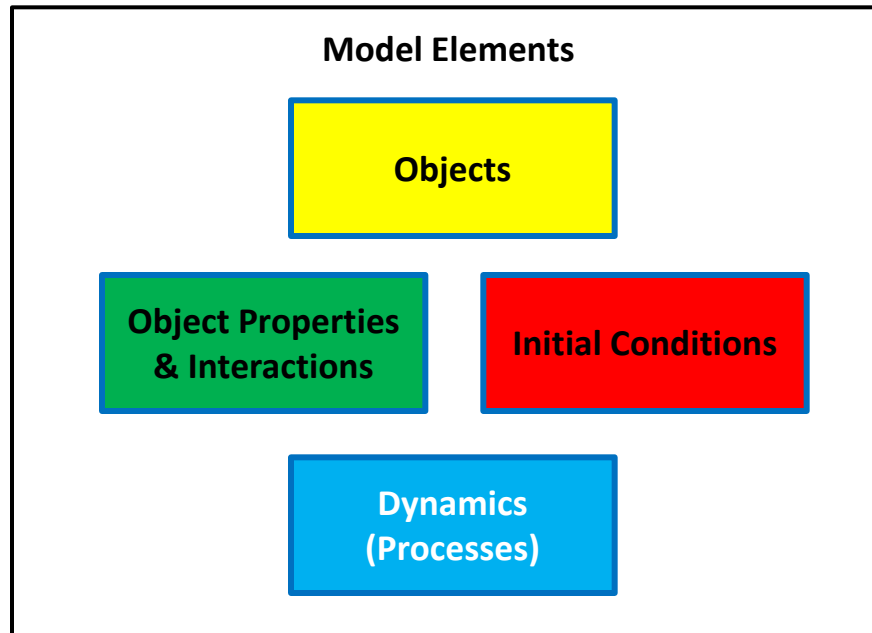 Model Elements
Objects
Object Properties
& Interactions
Initial Conditions
Dynamics
(Processes)